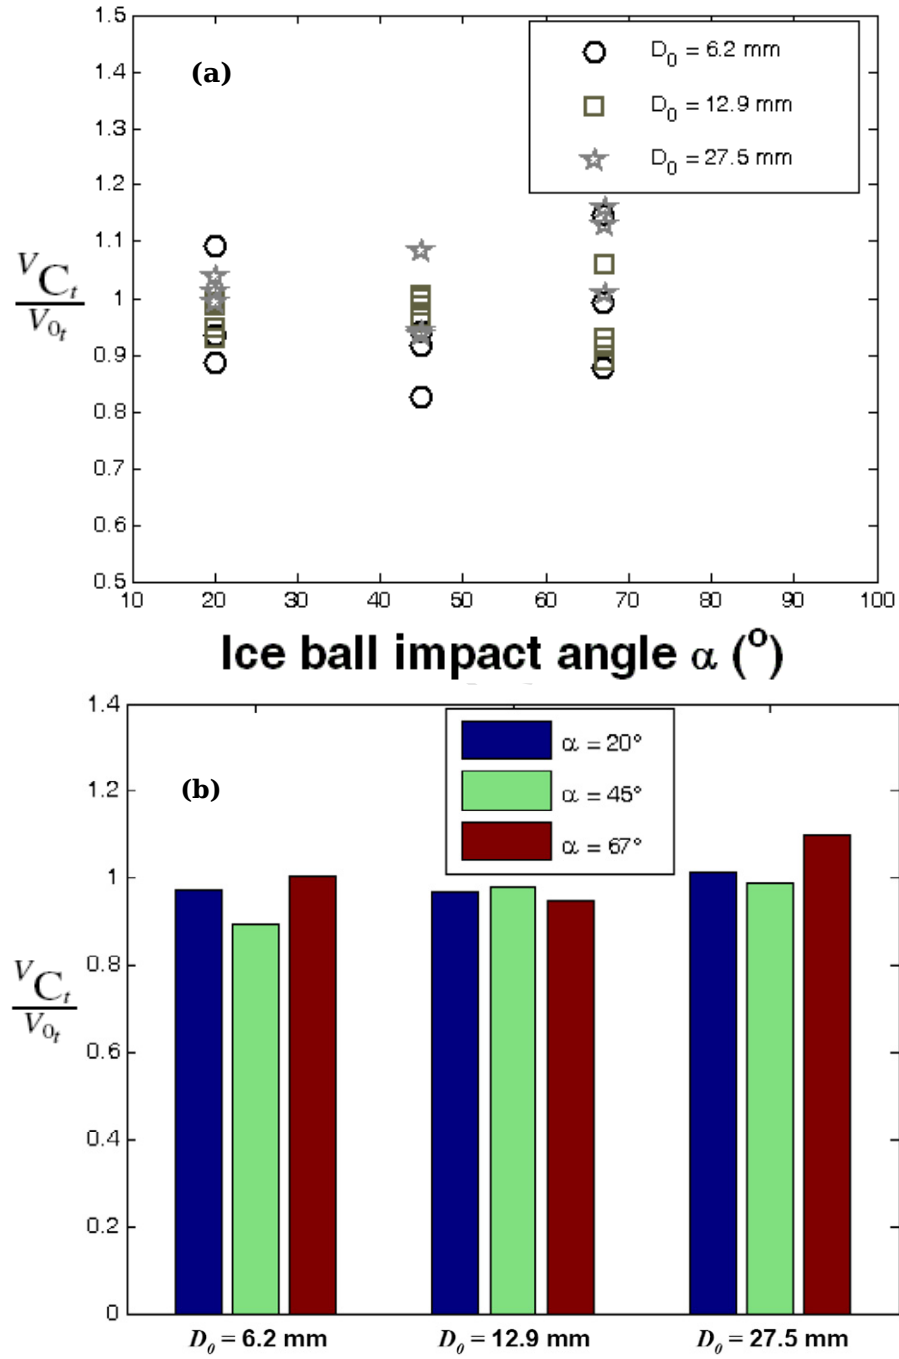 1.5
(a)
D0 = 6.2 mm
1.4
D0 = 12.9 mm
1.3
D0 = 27.5 mm
1.2
1.1
VCt
V0t
1
0.9
0.8
0.7
0.6
0.5
10 20 30 40 50 60 70 80 90 100
Ice ball impact angle α (o)
1.4
α = 20°
1.2
(b)
α = 45°
α = 67°
1
0.8
VCt
V0t
0.6
0.4
0.2
0
D0 = 6.2 mm D0 = 12.9 mm D0 = 27.5 mm